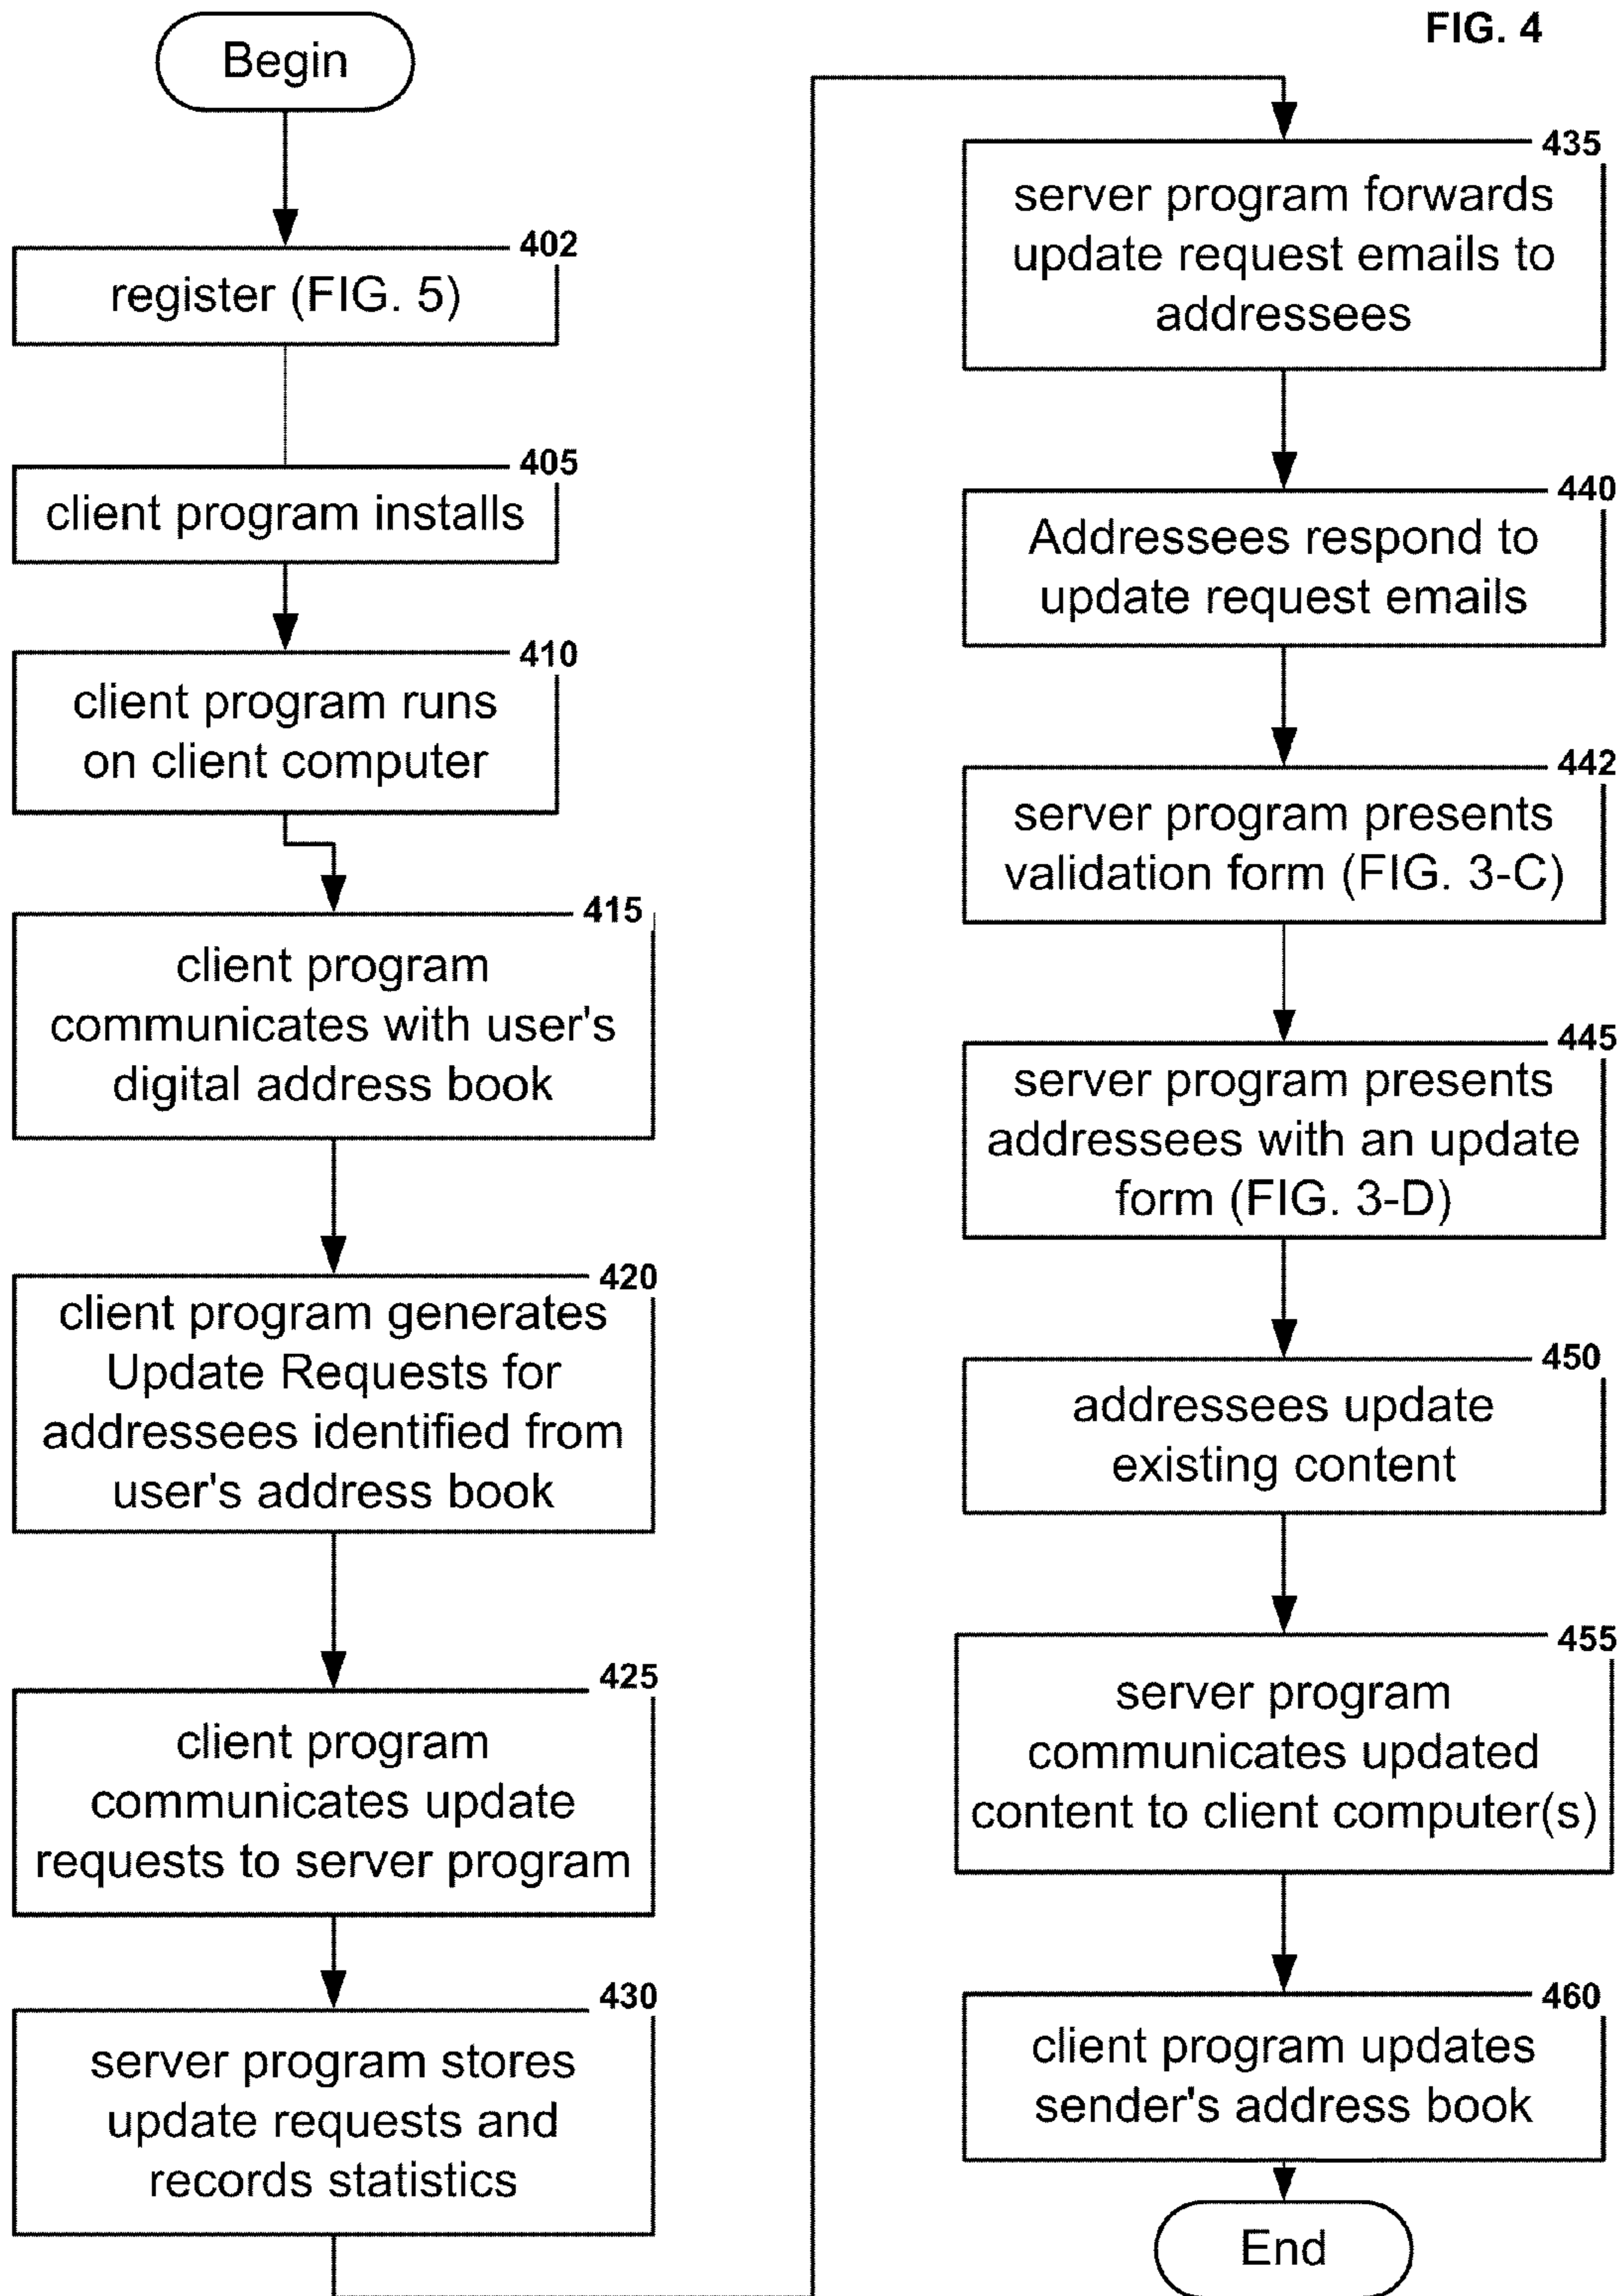 FIG. 4
Begin
402
register (FIG. 5)
405
client program installs
410
client program runs
on client computer
415
client program
communicates with user's
digital address book
420
client program generates
Update Requests for
addressees identified from
user's address book
425
client program
communicates update
requests to server program
430
server program stores
update requests and
records statistics
435
server program forwards
update request emails to
addressees
440
Addressees respond to
update request emails
442
server program presents
validation form (FIG. 3-C)
445
server program presents
addressees with an update
form (FIG. 3-D)
450
addressees update
existing content
455
server program
communicates updated
content to client computer(s)
460
client program updates
sender's address book
End